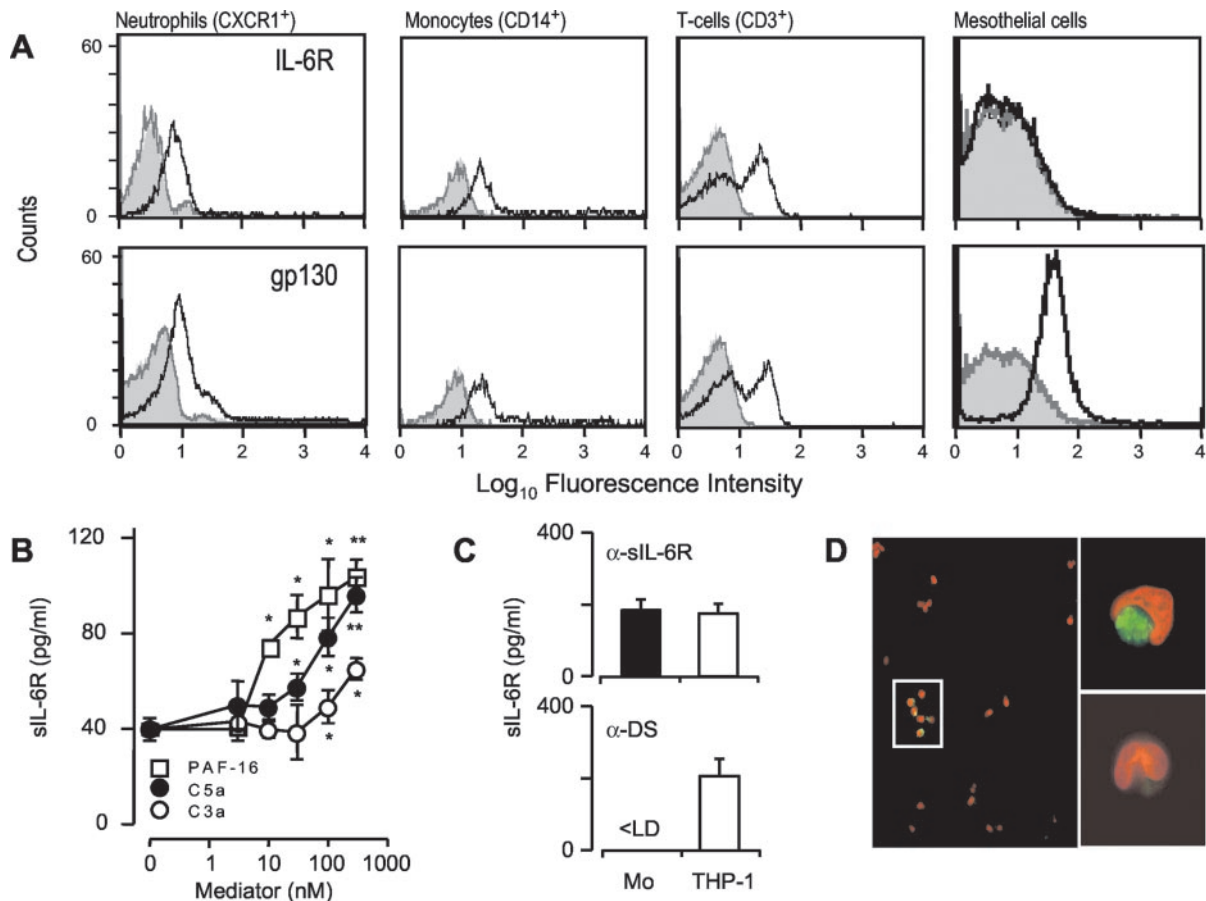 A
Neutrophils (CXCR1⁺)
Monocytes (CD14⁺)
T-cells (CD3⁺)
Mesothelial cells
60
IL-6R
Counts
0
60
gp130
0
0 1 2 3 4
0 1 2 3 4
0 1 2 3 4
0 1 2 3 4
Log₁₀ Fluorescence Intensity
B
120
80
40
0
sIL-6R (pg/ml)
* ** * * * ** * * *
PAF-16
C5a
C3a
0 1 10 100 1000
Mediator (nM)
C
400
α-sIL-6R
0
sIL-6R (pg/ml)
400
α-DS
<LD
0
Mo THP-1
D